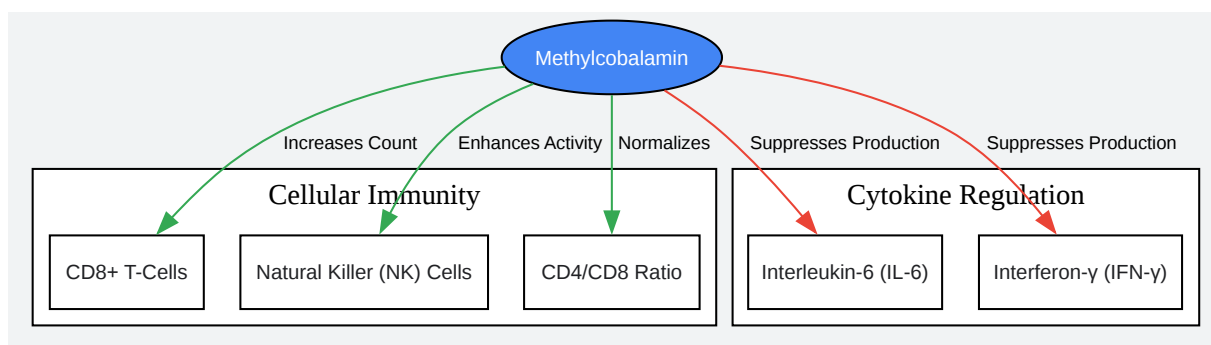 Methylcobalamin
Increases Count
Enhances Activity
Normalizes
Suppresses Production
Suppresses Production
Cellular Immunity
Cytokine Regulation
CD8+ T-Cells
Natural Killer (NK) Cells
CD4/CD8 Ratio
Interleukin-6 (IL-6)
Interferon-γ (IFN-γ)